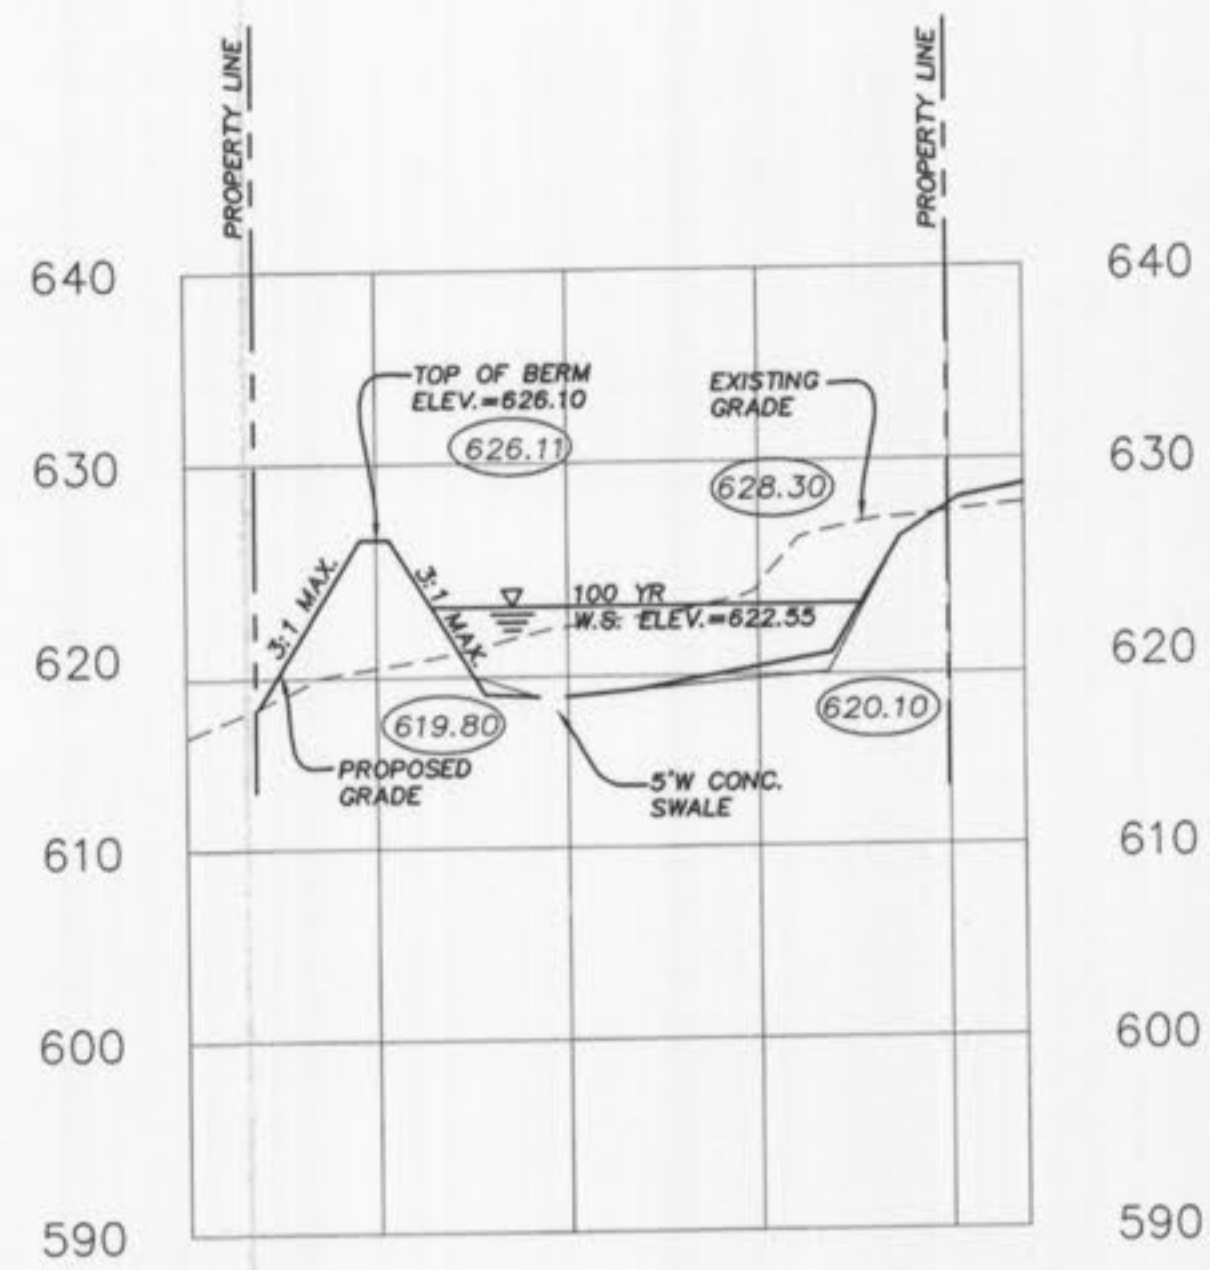 PROPERTY LINE
PROPERTY LINE
640
640
TOP OF BERM
ELEV.=626.10
EXISTING
GRADE
626.11
630
630
628.30
3:1 MAX.
3:1 MAX.
100 YR
W.S. ELEV.=622.55
620
620
619.80
620.10
PROPOSED
GRADE
5'W CONC.
SWALE
610
610
600
600
590
590